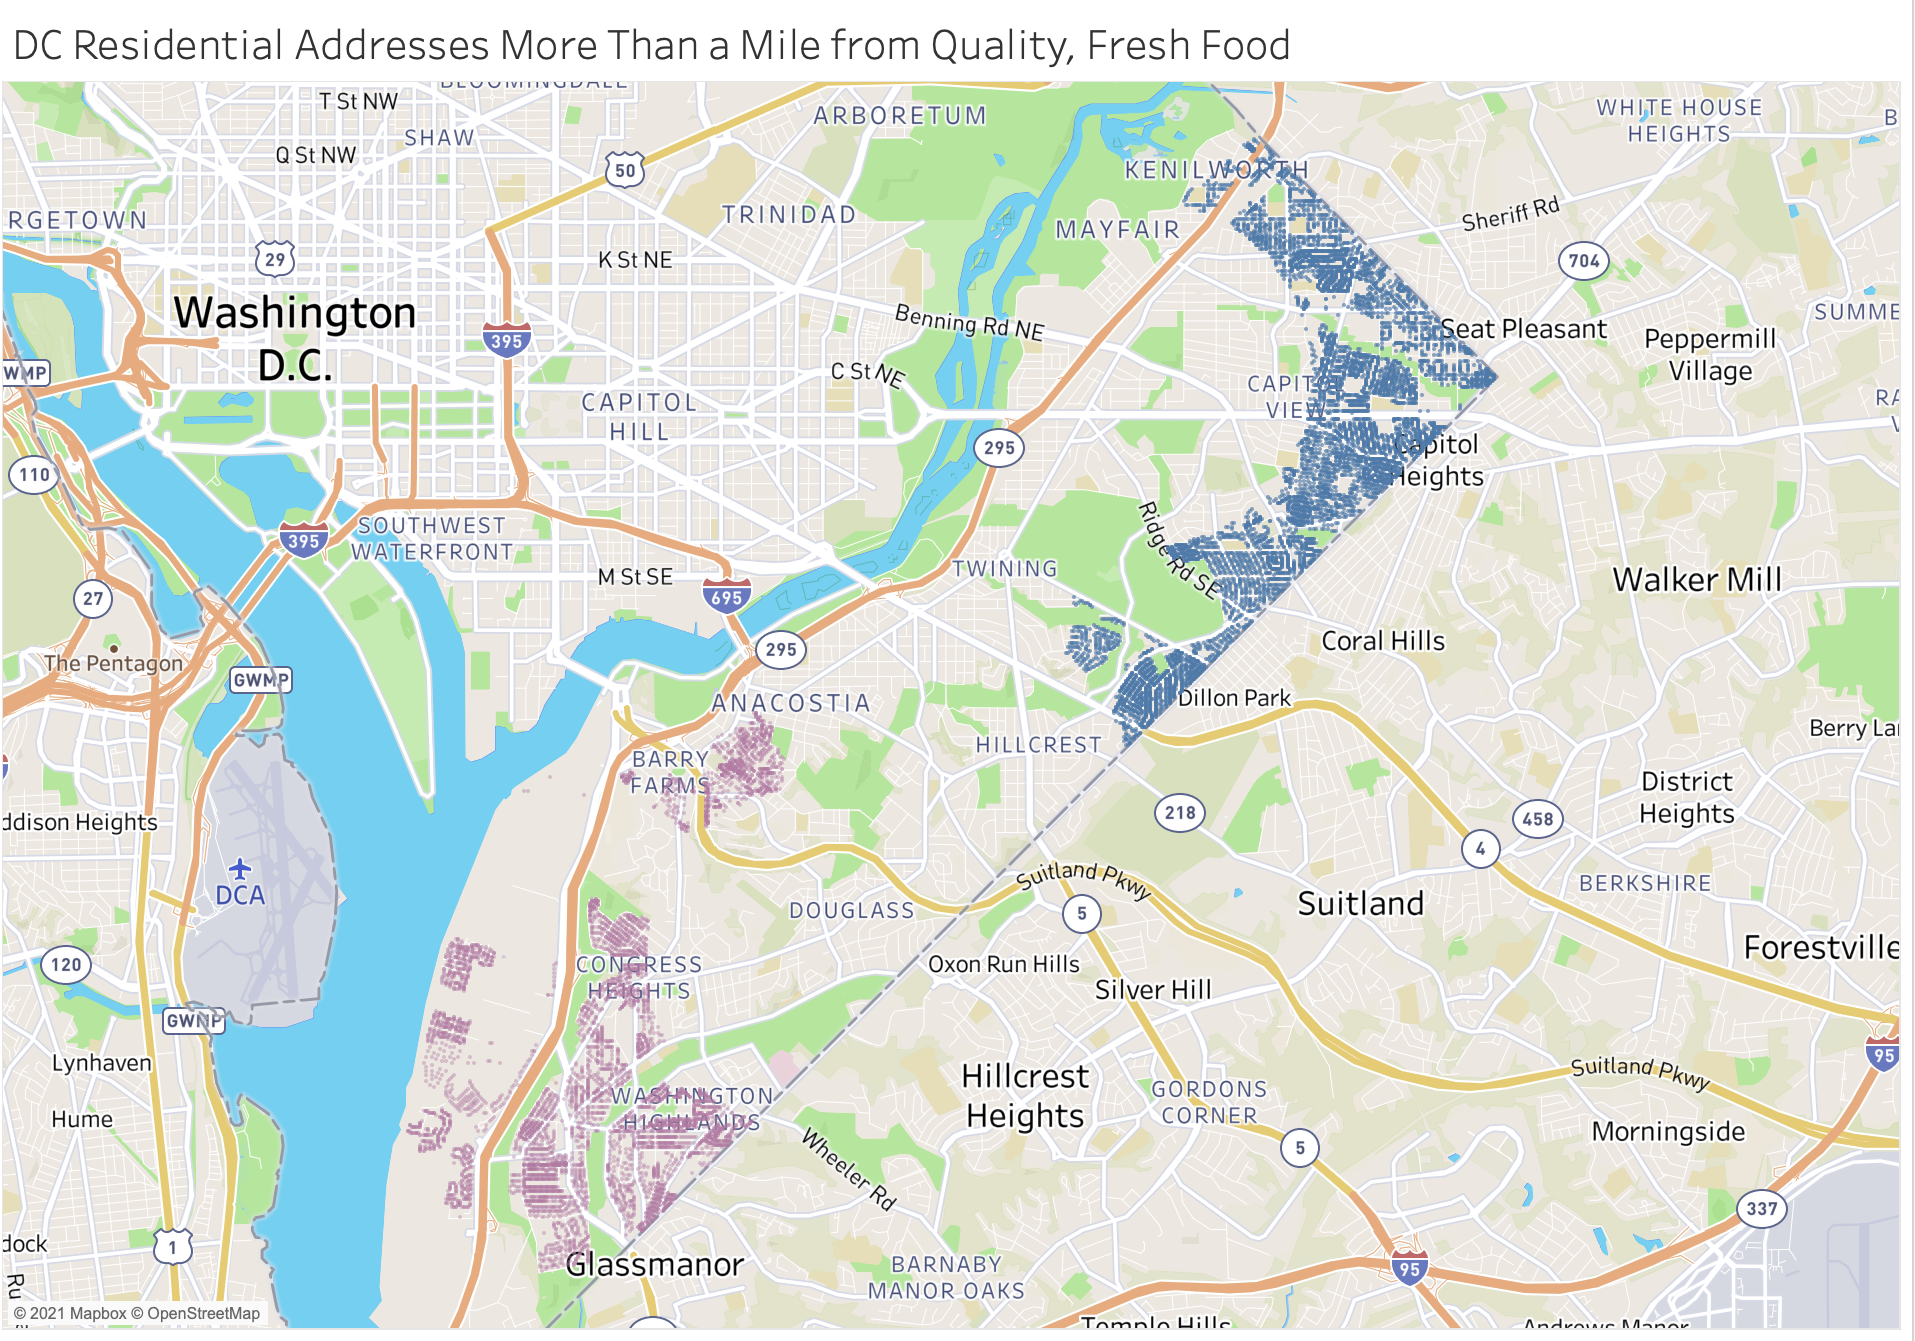 DC Residential Addresses More Than a Mile from Quality, Fresh Food
BLOOMINGDALE
T St NW
ARBORETUM
WHITE HOUSE
HEIGHTS
B
SHAW
Q St NW
50
KENILWORTH
RGETOWN
TRINIDAD
MAYFAIR
Sheriff Rd
29
K St NE
704
Washington
D.C.
395
Benning Rd NE
Seat Pleasant
Peppermill
Village
SUMME
WMP
C St NE
CAPITOL
HILL
CAPIT
VIEW
RA
295
Capitol
Heights
110
SOUTHWEST
WATERFRONT
395
Ridge Rd SE
TWINING
M St SE
695
27
Walker Mill
The Pentagon
295
Coral Hills
GWMP
ANACOSTIA
Dillon Park
Berry La
HILLCREST
BARRY
FARMS
District
Heights
ddison Heights
218
458
4
DCA
Suitland Pkwy
BERKSHIRE
DOUGLASS
5
Suitland
120
CONGRESS
HEIGHTS
Oxon Run Hills
Silver Hill
Forestville
GWMP
Lynhaven
95
Hillcrest
Heights
Suitland Pkwy
WASHINGTON
HIGHLANDS
GORDONS
CORNER
Hume
Wheeler Rd
5
Morningside
337
dock
1
Glassmanor
BARNABY
MANOR OAKS
95
Ru
© 2021 Mapbox © OpenStreetMap
Temple Hills
Andrews Manor